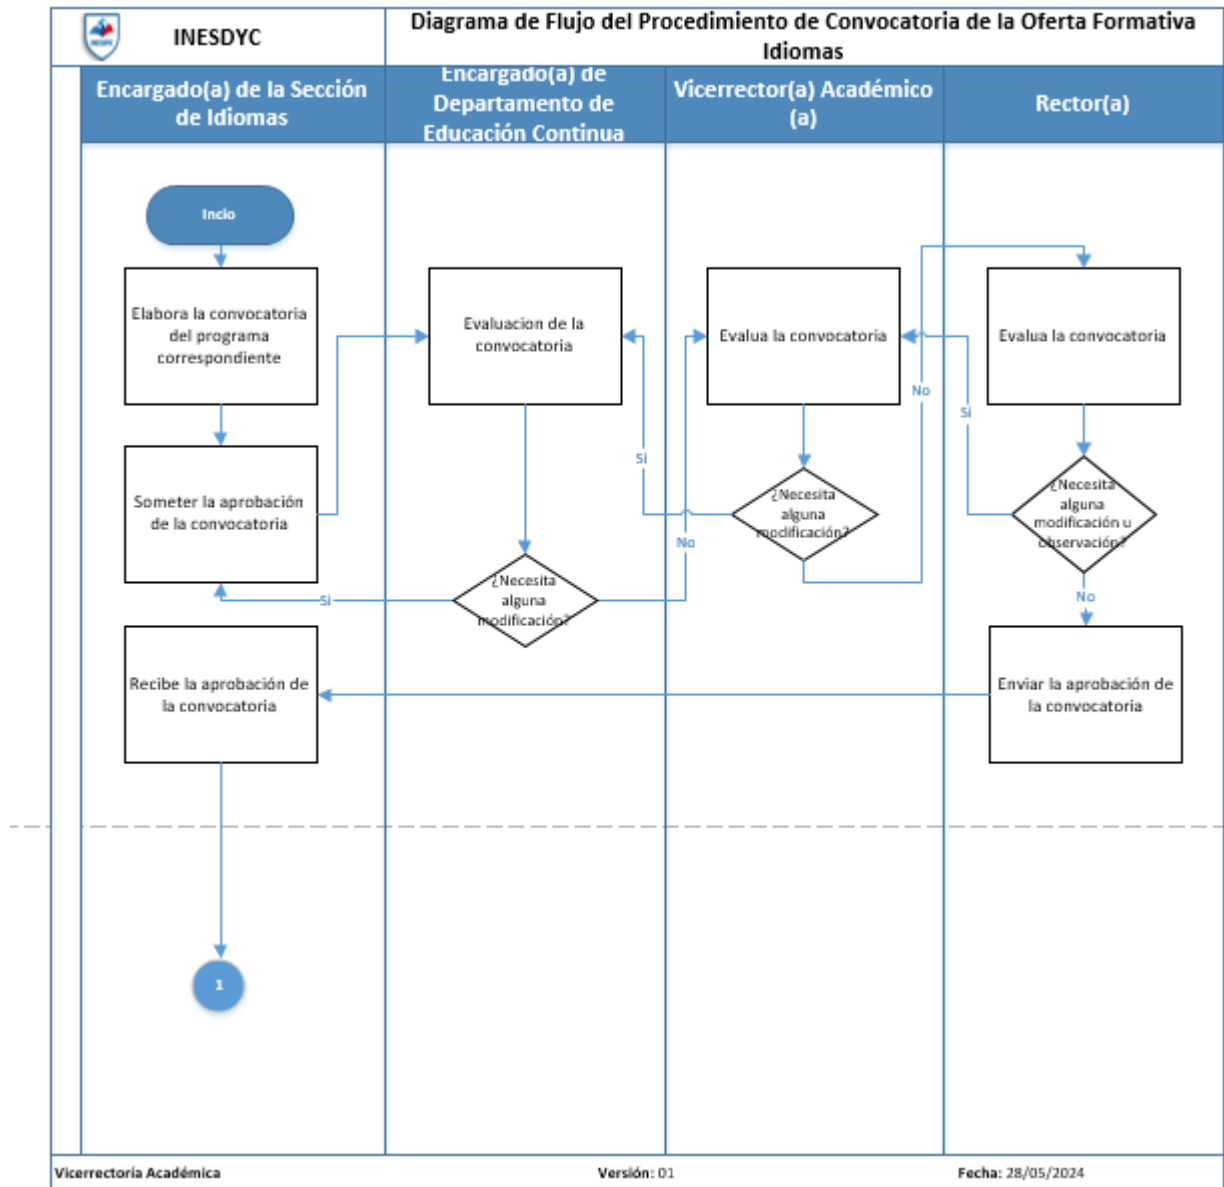 INESDYC
INESDYC
Diagrama de Flujo del Procedimiento de Convocatoria de la Oferta Formativa
Idiomas
Encargado(a) de la Sección
de Idiomas
Encargado(a) de
Departamento de
Educación Continua
Vicerrector(a) Académico
(a)
Rector(a)
Incio
Elabora la convocatoria
del programa
correspondiente
Evaluacion de la
convocatoria
Evalua la convocatoria
Evalua la convocatoria
No
Si
Si
Someter la aprobación
de la convocatoria
¿Necesita
alguna
modificación?
¿Necesita
alguna
modificación u
observación?
No
¿Necesita
alguna
modificación?
Si
No
Recibe la aprobación de
la convocatoria
Enviar la aprobación de
la convocatoria
1
Vicerrectoría Académica
Versión: 01
Fecha: 28/05/2024